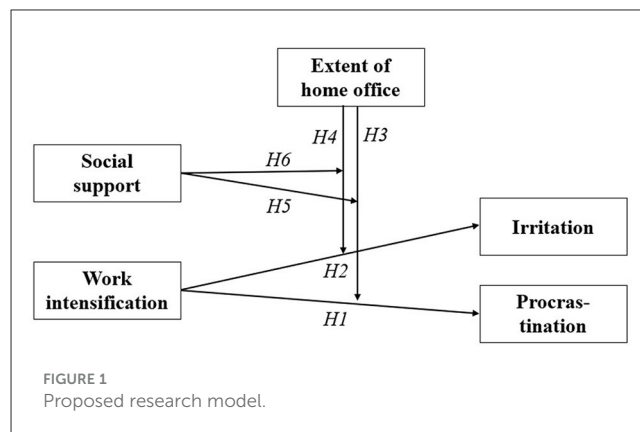 Extent of
home office
H4
H3
Social
support
H6
H5
Irritation
Work
intensification
H2
H1
Procras-
tination
FIGURE 1
Proposed research model.